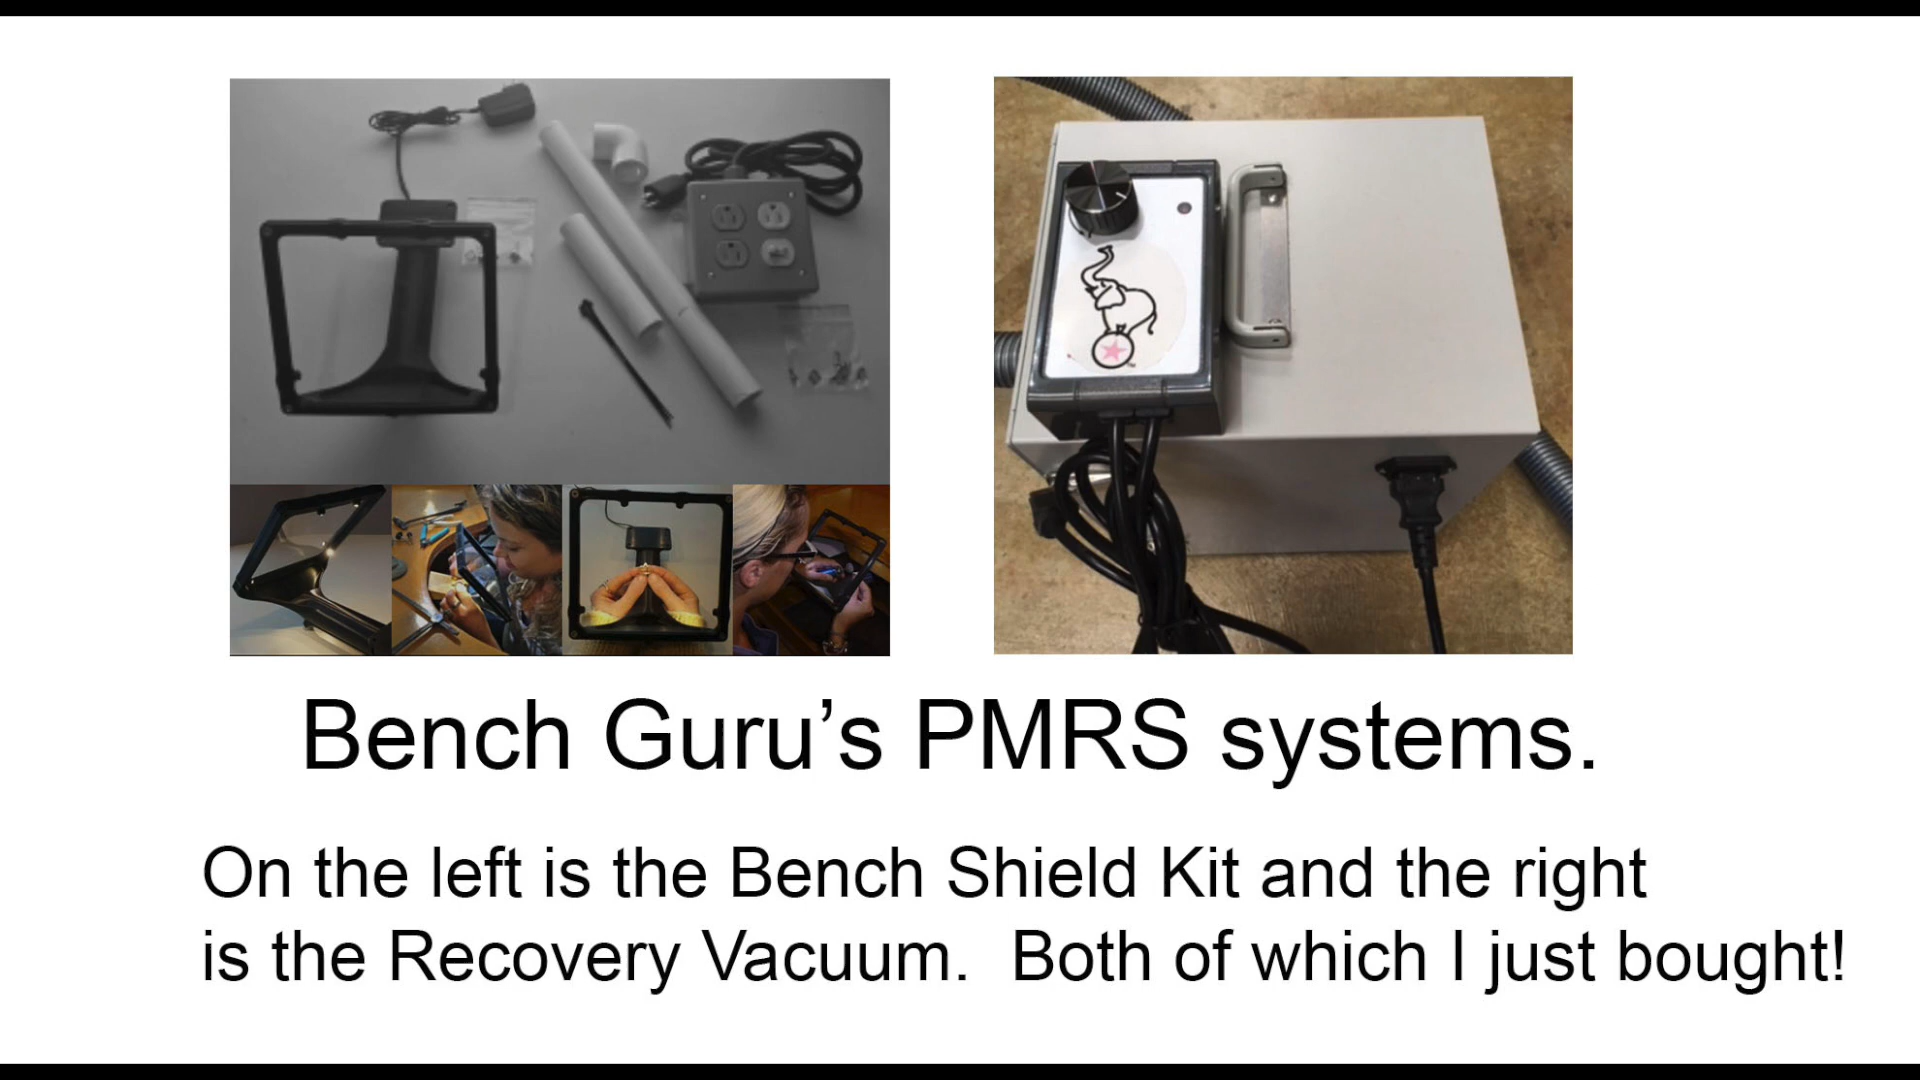 Bench Guru’s PMRS systems.
On the left is the Bench Shield Kit and the right
is the Recovery Vacuum. Both of which I just bought!